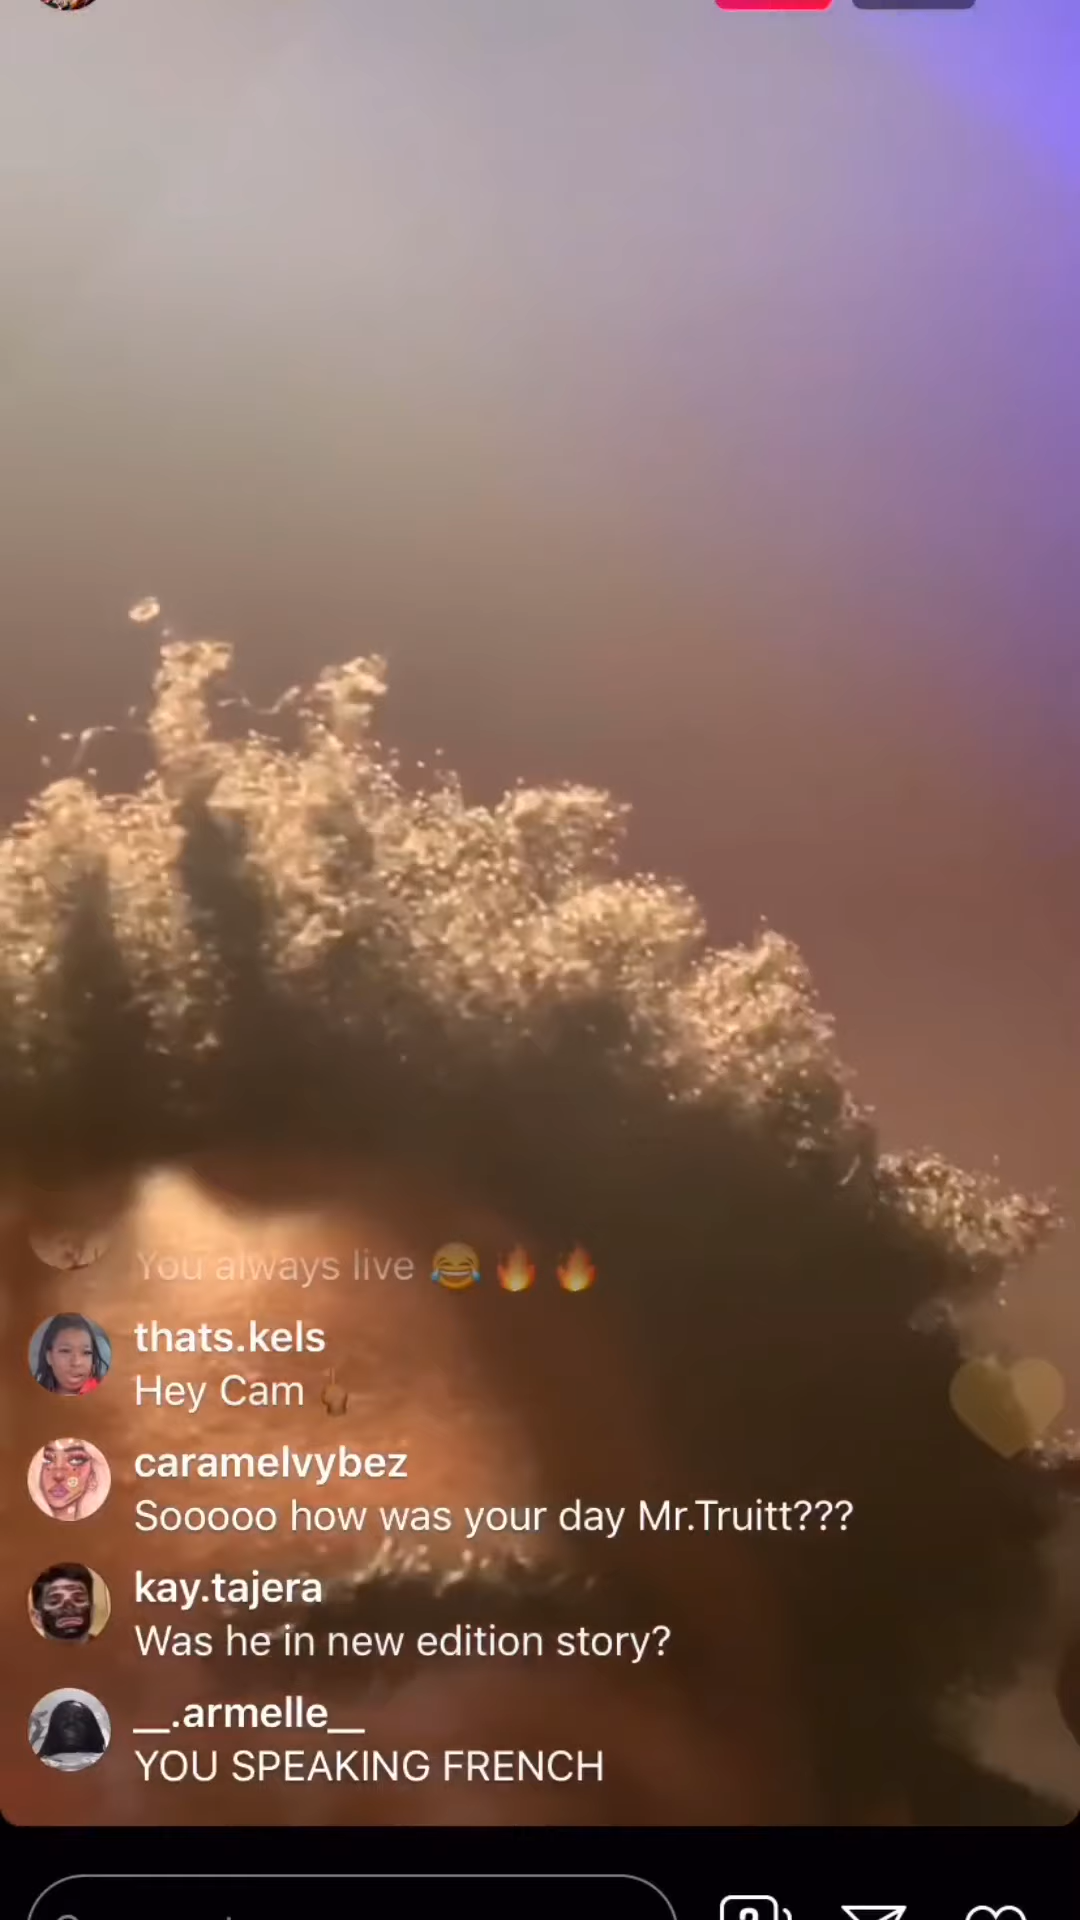 You always live 😂🔥🔥
thats.kels
Hey Cam 🖕🏾
caramelvybez
Sooooo how was your day Mr.Truitt???
kay.tajera
Was he in new edition story?
__.armelle__
YOU SPEAKING FRENCH